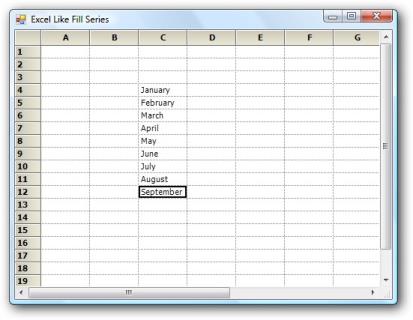 Excel Like Fill Series
A B C D E F G
1
2
3
4 January
5 February
6 March
7 April
8 May
9 June
10 July
11 August
12 September
13
14
15
16
17
18
19